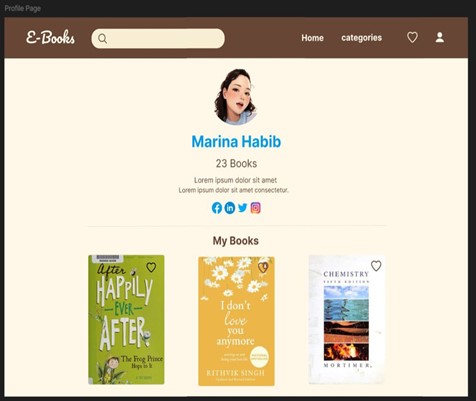 Profile Page
E-Books
Home
categories
Marina Habib
23 Books
Lorem ipsum dolor sit amet
Lorem ipsum dolor sit amet consectetur.
My Books
After
HAPPILY
EVER
AFTER
The Frog Prince
Hops to It
I don't
love
you
anymore
RITHVIK SINGH
CHEMISTRY
FIFTH EDITION
MORTIMER